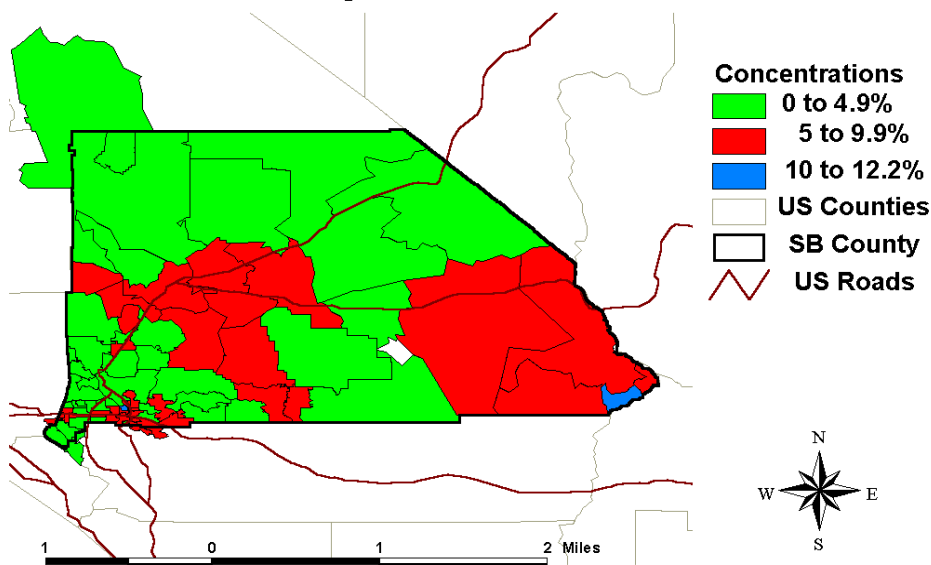 Concentrations
0 to 4.9%
5 to 9.9%
10 to 12.2%
US Counties
SB County
US Roads
N
W E
S
1 0 1 2 Miles